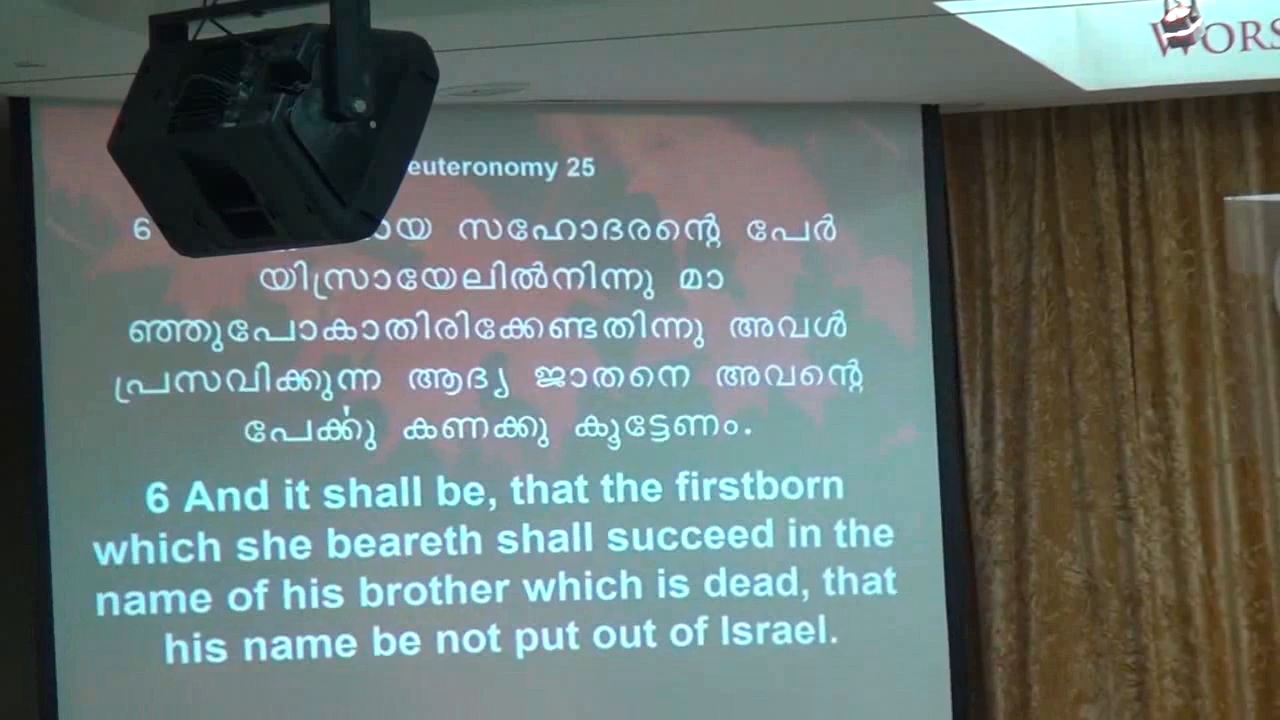 WORS
euteronomy 25
6 സഹോദരന്റെ പേർ
യിസ്രായേലിൽനിന്നു മാ
ഞ്ഞുപോകാതിരിക്കേണ്ടതിന്നു അവൾ
പ്രസവിക്കുന്ന ആദ്യ ജാതനെ അവന്റെ
പേൎക്കു കണക്കു കൂട്ടേണം.
6 And it shall be, that the firstborn
which she beareth shall succeed in the
name of his brother which is dead, that
his name be not put out of Israel.